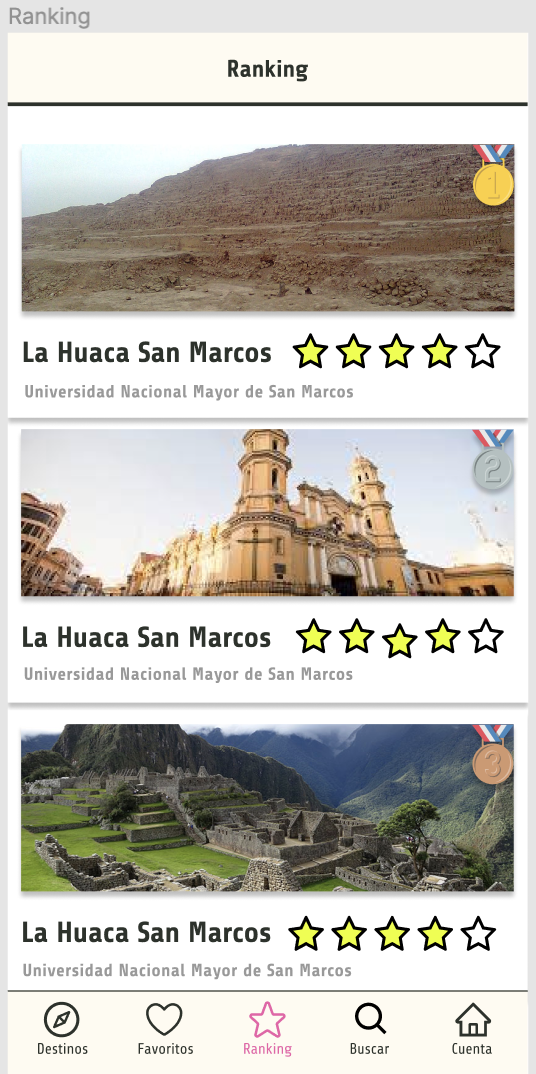 Ranking
Ranking
1
La Huaca San Marcos
Universidad Nacional Mayor de San Marcos
2
La Huaca San Marcos
Universidad Nacional Mayor de San Marcos
3
La Huaca San Marcos
Universidad Nacional Mayor de San Marcos
Destinos Favoritos Ranking Buscar Cuenta